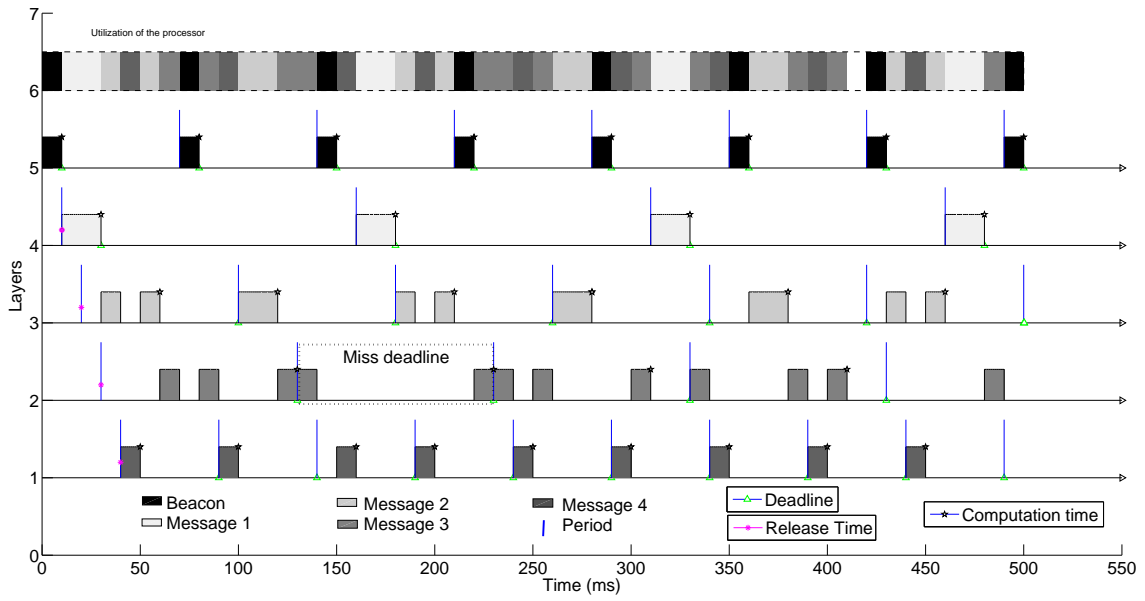 7
Utilization of the processor
6
5
4
Layers
3
Miss deadline
2
1
Beacon
Message 1
Message 2
Message 3
Message 4
Period
Deadline
Release Time
Computation time
0
0 50 100 150 200 250 300 350 400 450 500 550
Time (ms)